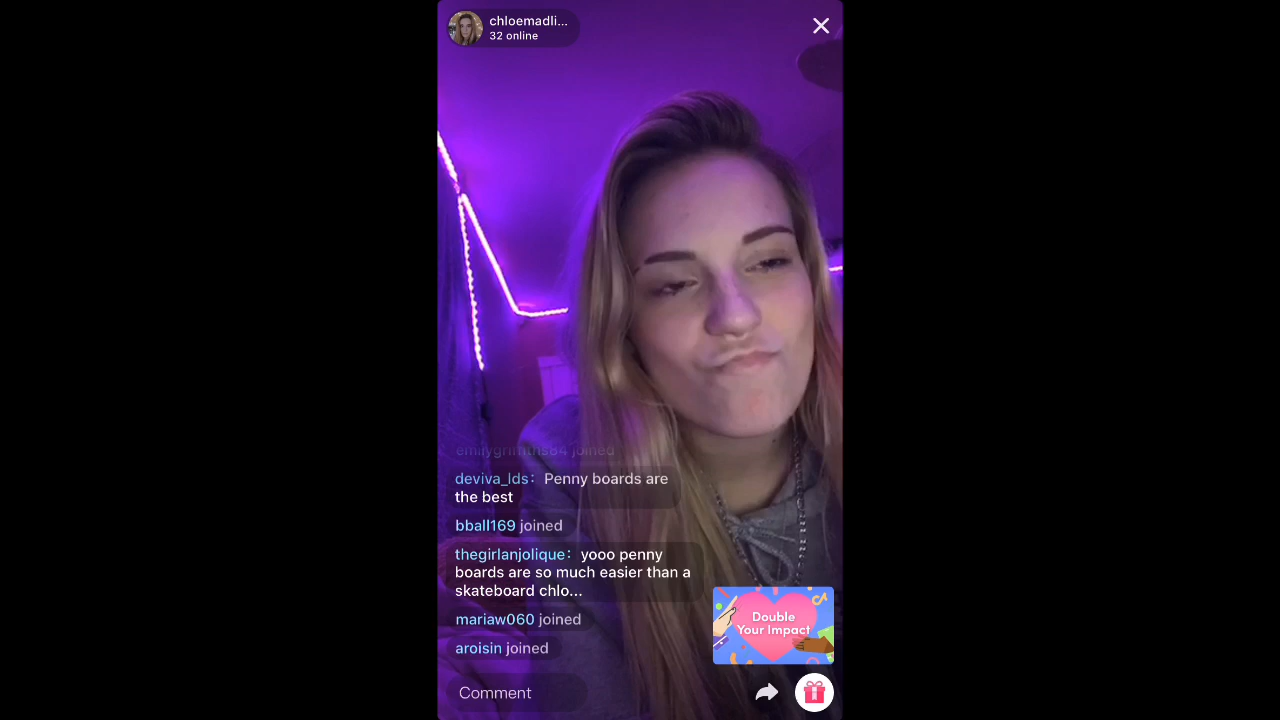 chloemadli...
32 online
joined
deviva_lds: Penny boards are
the best
bball169 joined
thegirlanjolique: yooo penny
boards are so much easier than a
skateboard chlo...
mariaw060 joined
aroisin joined
Double
Your Impact
Comment